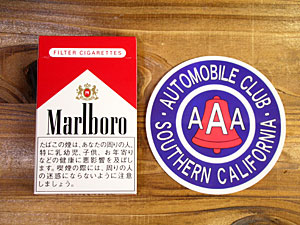 FILTER CIGARETTES
Marlboro
たばこの煙は、あなたの周りの人、
特に乳幼児、子供、お年寄り
などの健康に悪影響を及ぼし
ます。喫煙の際には、周りの人
の迷惑にならないように注意
しましょう。
AUTOMOBILE CLUB
AAA
SOUTHERN CALIFORNIA